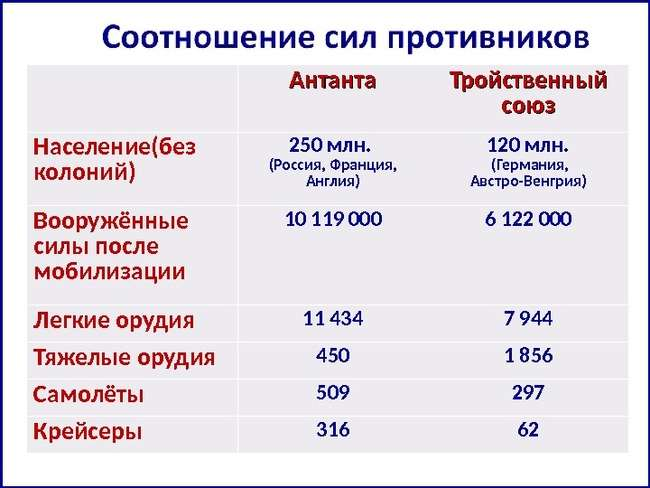 Соотношение сил противников
Антанта
Тройственный
союз
Население(без
колоний)
250 млн.
(Россия, Франция,
Англия)
120 млн.
(Германия,
Австро-Венгрия)
Вооружённые
силы после
мобилизации
10 119 000
6 122 000
Легкие орудия
11 434
7 944
Тяжелые орудия
450
1 856
Самолёты
509
297
Крейсеры
316
62